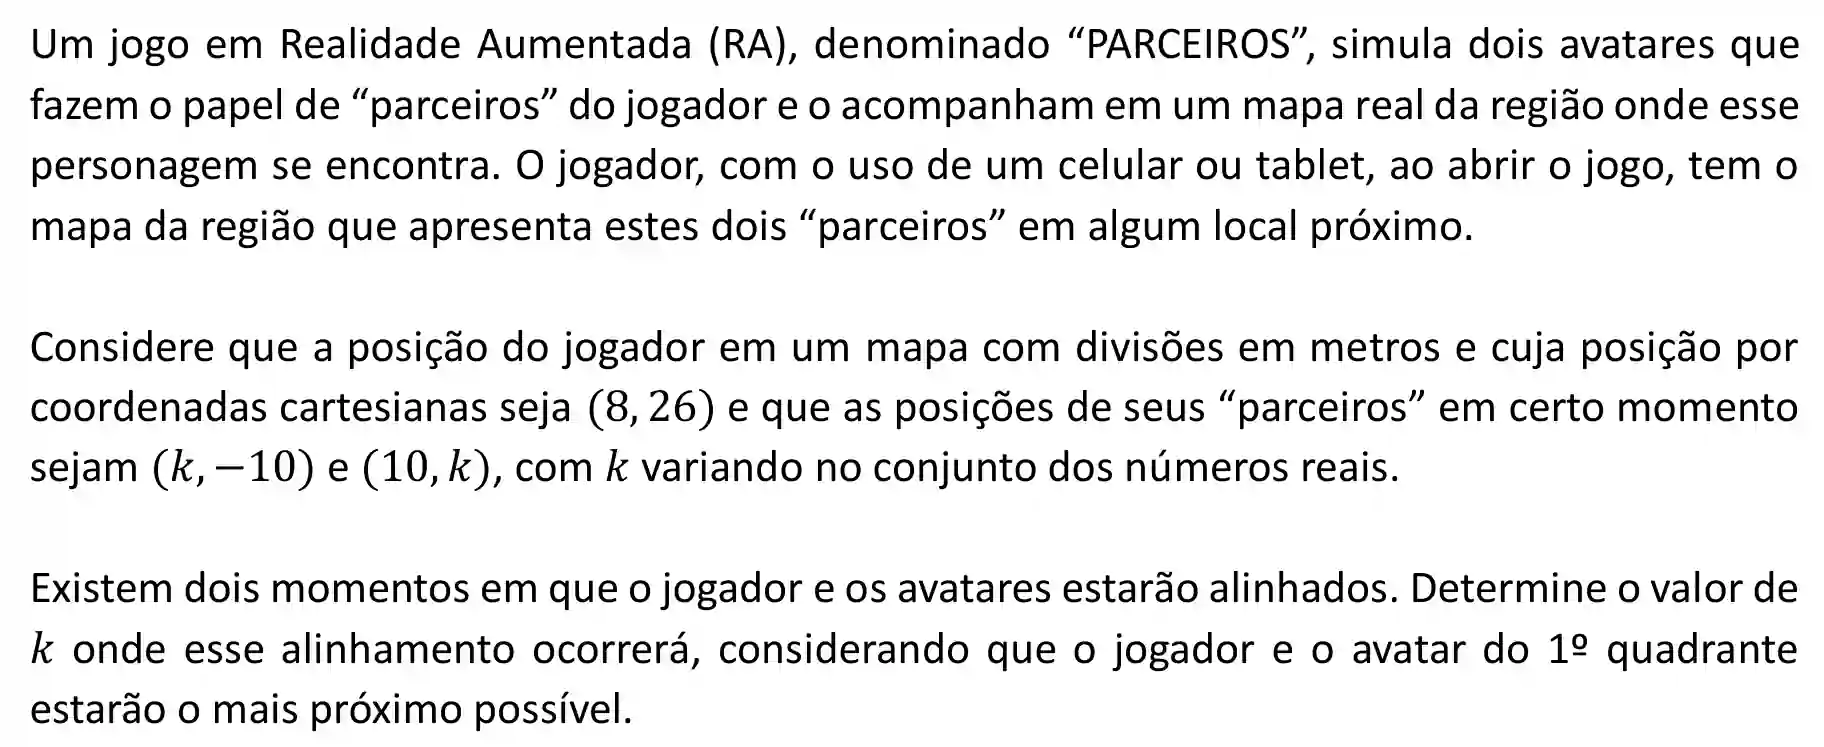 Um jogo em Realidade Aumentada (RA), denominado “PARCEIROS”, simula dois avatares que
fazem o papel de “parceiros” do jogador e o acompanham em um mapa real da região onde esse
personagem se encontra. O jogador, com o uso de um celular ou tablet, ao abrir o jogo, tem o
mapa da região que apresenta estes dois “parceiros” em algum local próximo.
Considere que a posição do jogador em um mapa com divisões em metros e cuja posição por
coordenadas cartesianas seja (8, 26) e que as posições de seus “parceiros” em certo momento
sejam (k, −10) e (10, k), com k variando no conjunto dos números reais.
Existem dois momentos em que o jogador e os avatares estarão alinhados. Determine o valor de
k onde esse alinhamento ocorrerá, considerando que o jogador e o avatar do 1º quadrante
estarão o mais próximo possível.